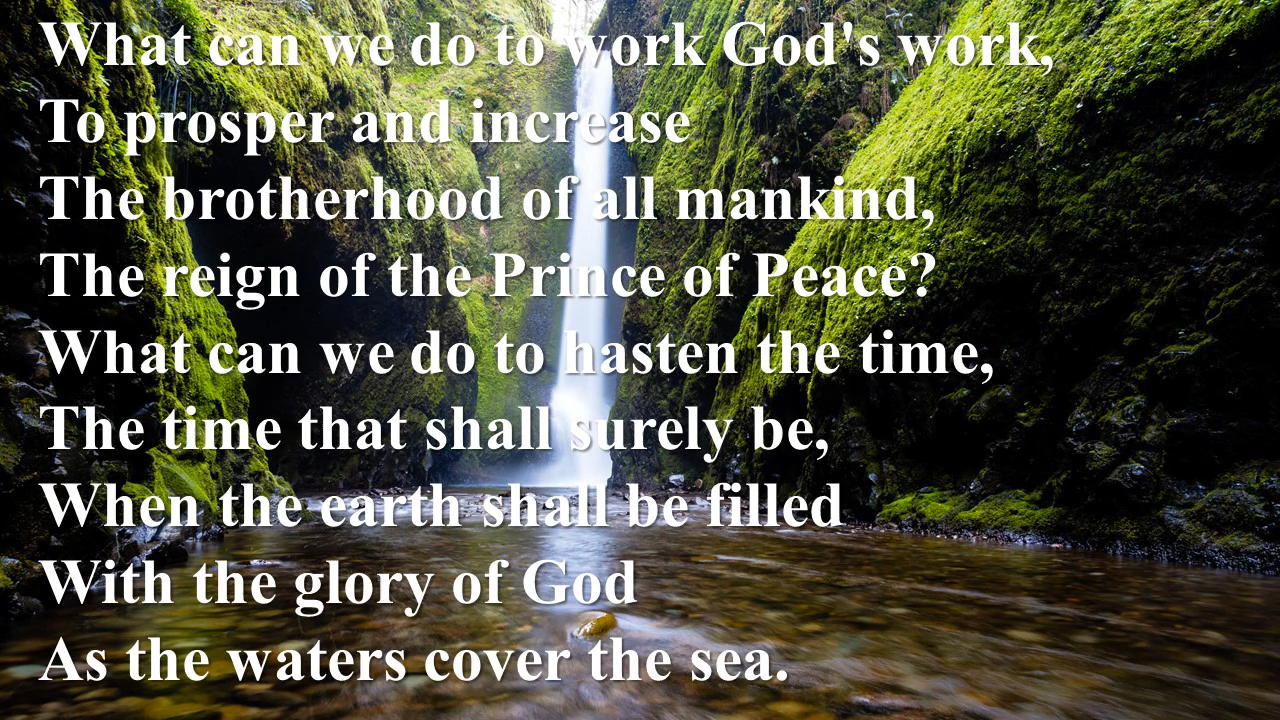 What can we do to work God's work,
To prosper and increase
The brotherhood of all mankind,
The reign of the Prince of Peace?
What can we do to hasten the time,
The time that shall surely be,
When the earth shall be filled
With the glory of God
As the waters cover the sea.